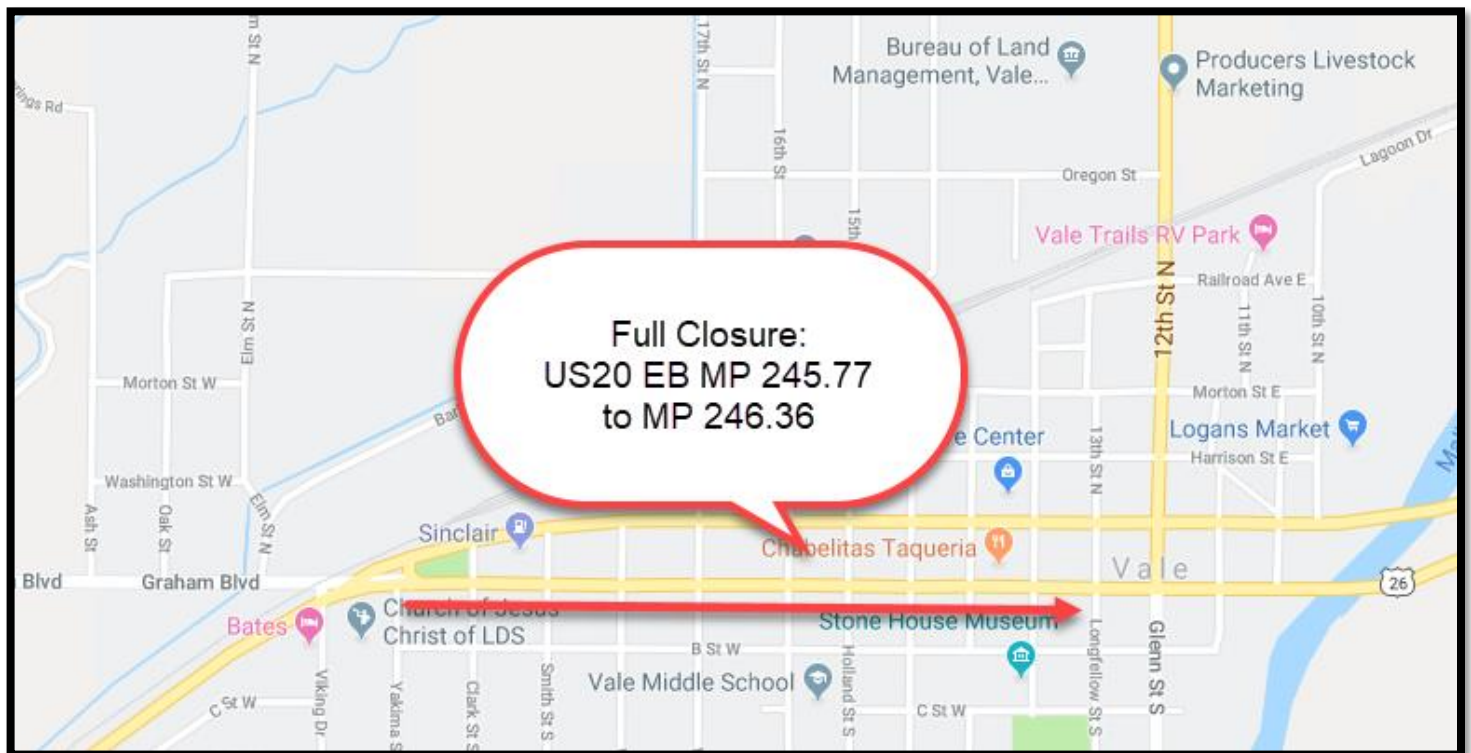 m St N
17th St N
Bureau of Land
Management, Vale...
Producers Livestock
Marketing
Rd
16th St
Lagoon Dr
Oregon St
15th
Vale Trails RV Park
Railroad Ave E
12th St N
11th St N
10th St N
Elm St N
Full Closure:
US20 EB MP 245.77
to MP 246.36
Morton St W
Morton St E
e Center
13th St N
Logans Market
Harrison St E
Washington St W
Ash St
Oak St
Elm St N
Sinclair
Chabelitas Taqueria
Vale
Blvd
Graham Blvd
26
Church of Jesus
Christ of LDS
Bates
Stone House Museum
B St W
Vale Middle School
C St W
C St W
Viking Dr
Yakima S
Clark St S
Smith St S
Holland St S
Longfellow St S
Glenn St S